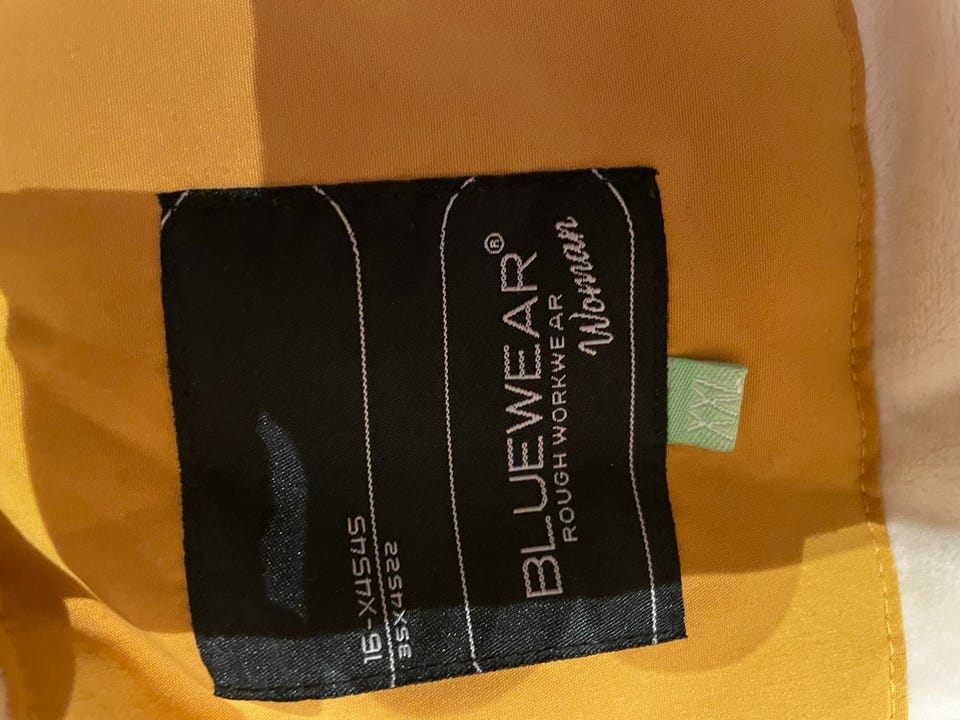 16-X4545
35X4522
BLUEWEAR®
ROUGH WORKWEAR
Woman
XXL